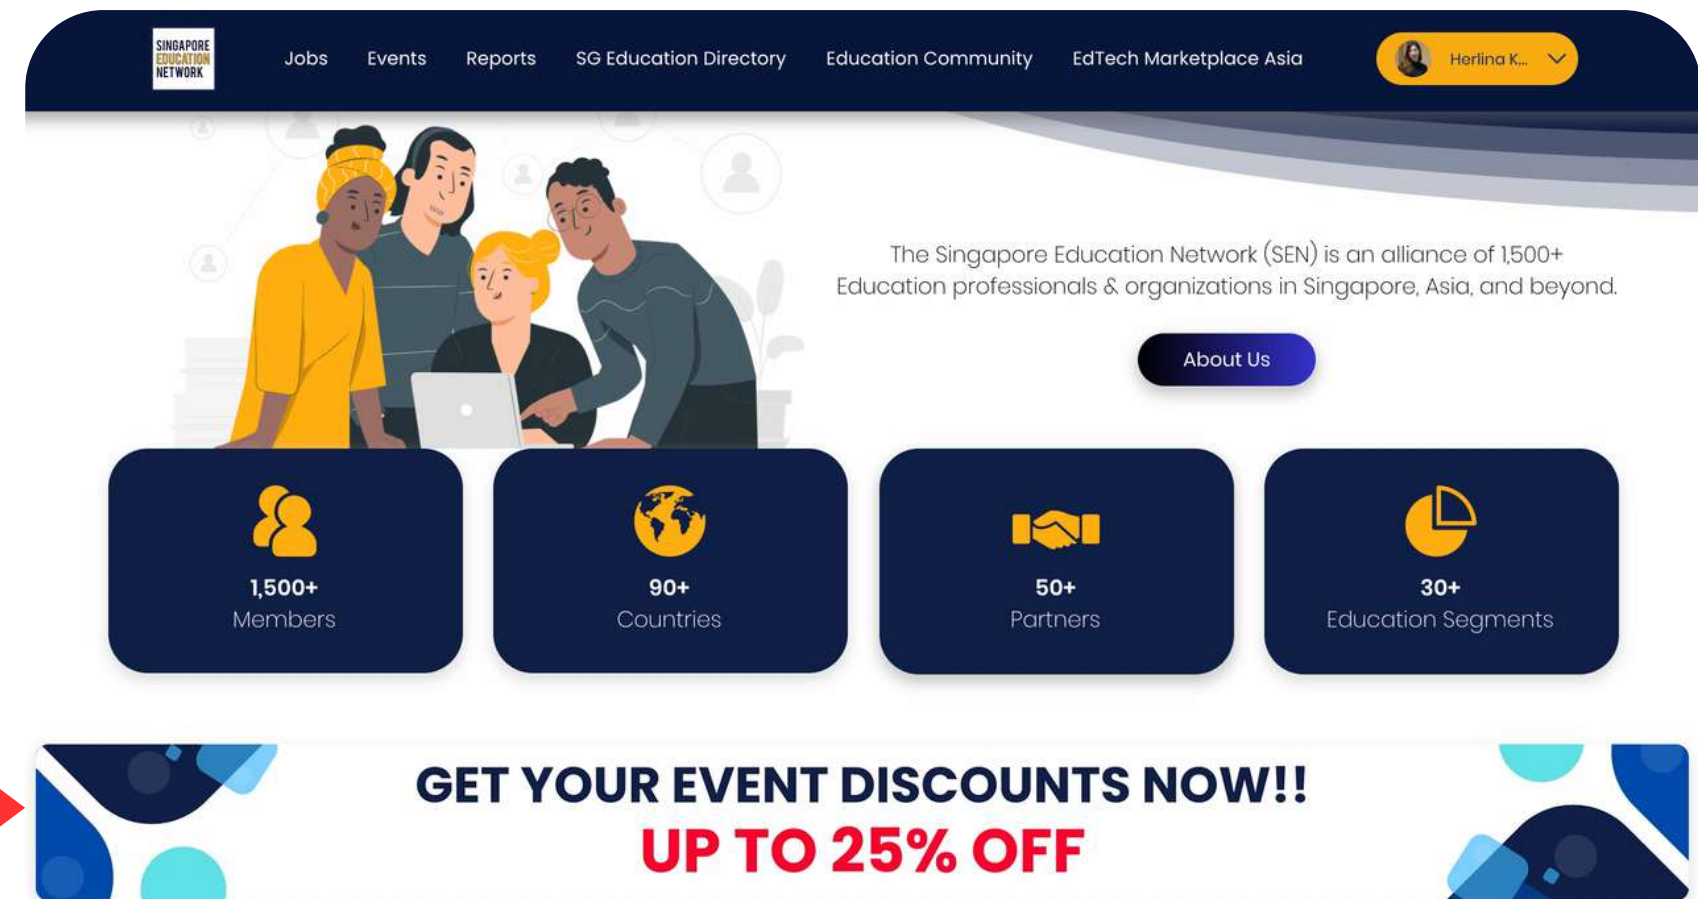 SINGAPORE
EDUCATION
NETWORK
Jobs Events Reports SG Education Directory Education Community EdTech Marketplace Asia Herlina K...
The Singapore Education Network (SEN) is an alliance of 1,500+
Education professionals & organizations in Singapore, Asia, and beyond.
About Us
1,500+
Members
90+
Countries
50+
Partners
30+
Education Segments
GET YOUR EVENT DISCOUNTS NOW!!
UP TO 25% OFF